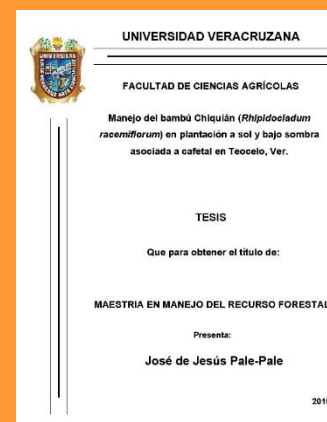 UNIVERSIDAD VERACRUZANA
FACULTAD DE CIENCIAS AGRÍCOLAS
Manejo del bambú Chiquián (Rhipidocladum
racemiflorum) en plantación a sol y bajo sombra
asociada a cafetal en Teocelo, Ver.
TESIS
Que para obtener el título de:
MAESTRIA EN MANEJO DEL RECURSO FORESTAL
Presenta:
José de Jesús Pale-Pale